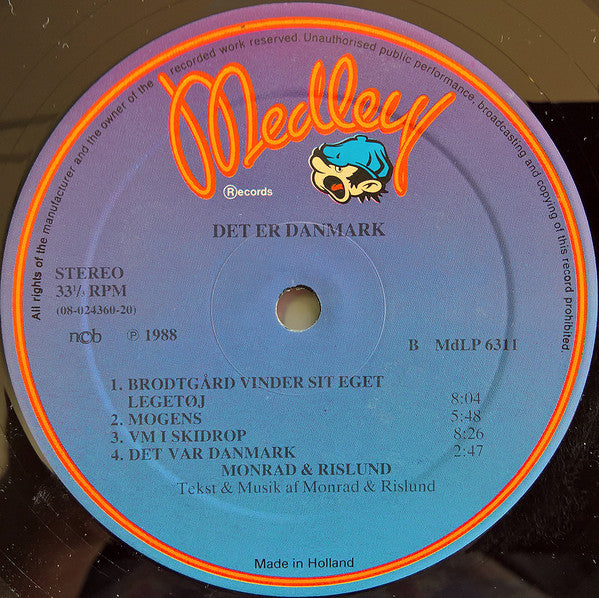 All rights of the manufacturer and the owner of the recorded work reserved. Unauthorised public performance, broadcasting and copying of this record prohibited.
Medley
Ⓡecords
DET ER DANMARK
STEREO
33⅓ RPM
(08-024360-20)
ncb ℗ 1988
B MdLP 6311
1. BRODTGÅRD VINDER SIT EGET
LEGETØJ 8:04
2. MOGENS 5:48
3. VM I SKIDROP 8:26
4. DET VAR DANMARK 2:47
MONRAD & RISLUND
Tekst & Musik af Monrad & Rislund
Made in Holland